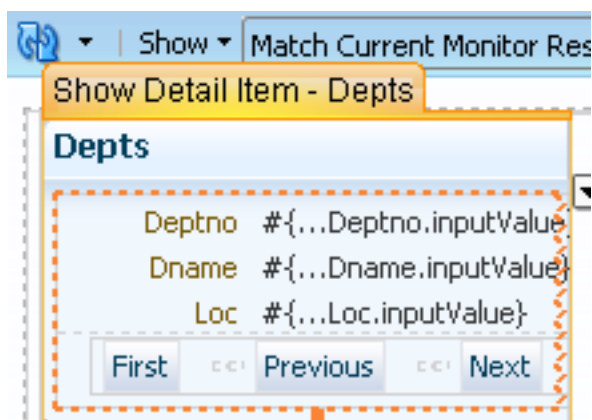 Show Match Current Monitor Res
Show Detail Item - Depts
Depts
Deptno #{...Deptno.inputValue}
Dname #{...Dname.inputValue}
Loc #{...Loc.inputValue}
First Previous Next